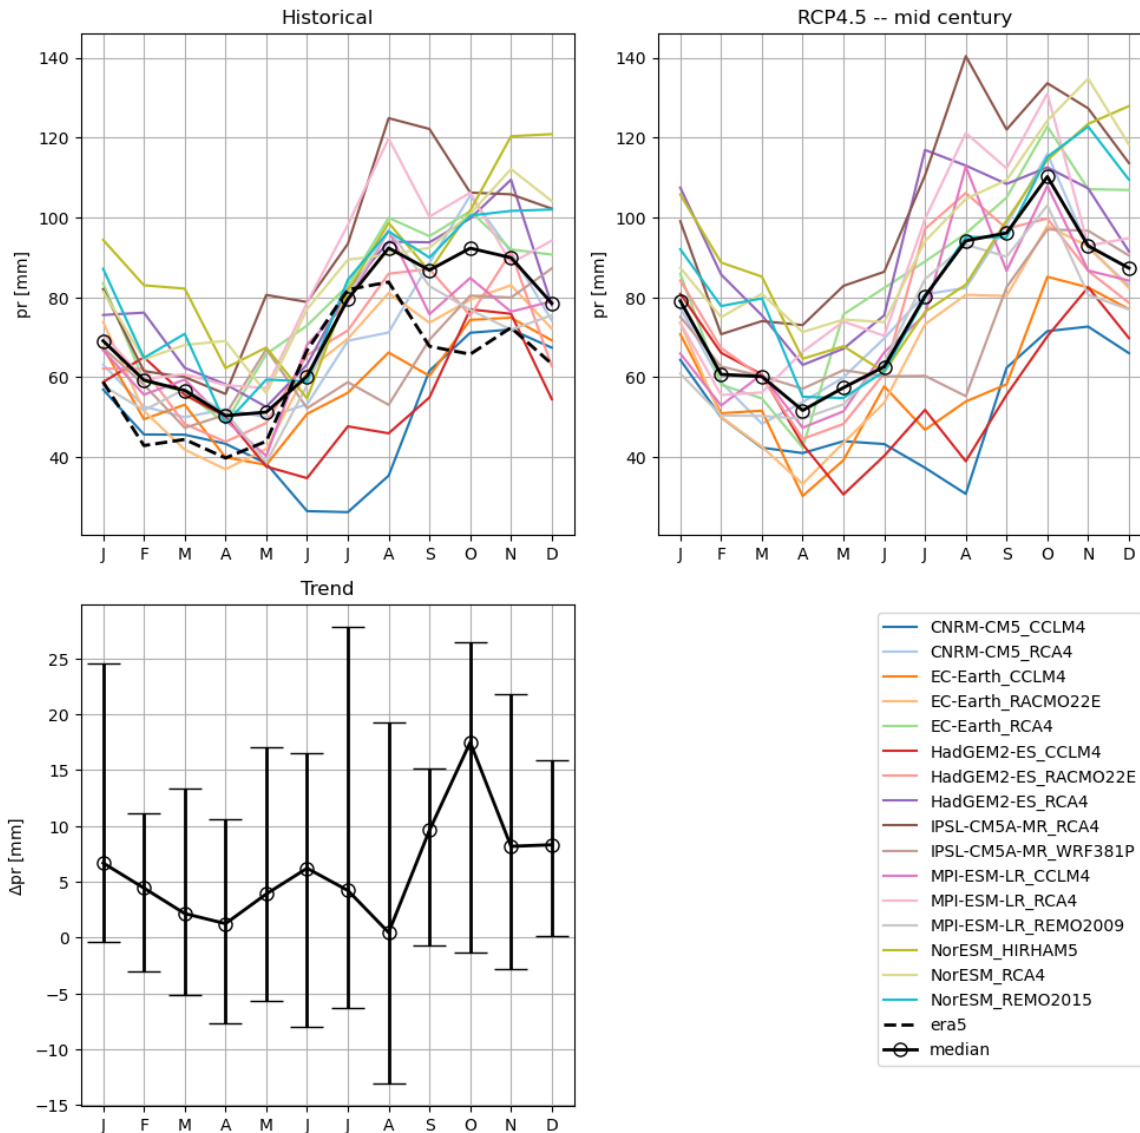 Historical
pr [mm]
140
120
100
80
60
40
J F M A M J J A S O N D
RCP4.5 -- mid century
pr [mm]
140
120
100
80
60
40
J F M A M J J A S O N D
Trend
Δpr [mm]
25
20
15
10
5
0
−5
−10
−15
J F M A M J J A S O N D
CNRM-CM5_CCLM4
CNRM-CM5_RCA4
EC-Earth_CCLM4
EC-Earth_RACMO22E
EC-Earth_RCA4
HadGEM2-ES_CCLM4
HadGEM2-ES_RACMO22E
HadGEM2-ES_RCA4
IPSL-CM5A-MR_RCA4
IPSL-CM5A-MR_WRF381P
MPI-ESM-LR_CCLM4
MPI-ESM-LR_RCA4
MPI-ESM-LR_REMO2009
NorESM_HIRHAM5
NorESM_RCA4
NorESM_REMO2015
era5
median